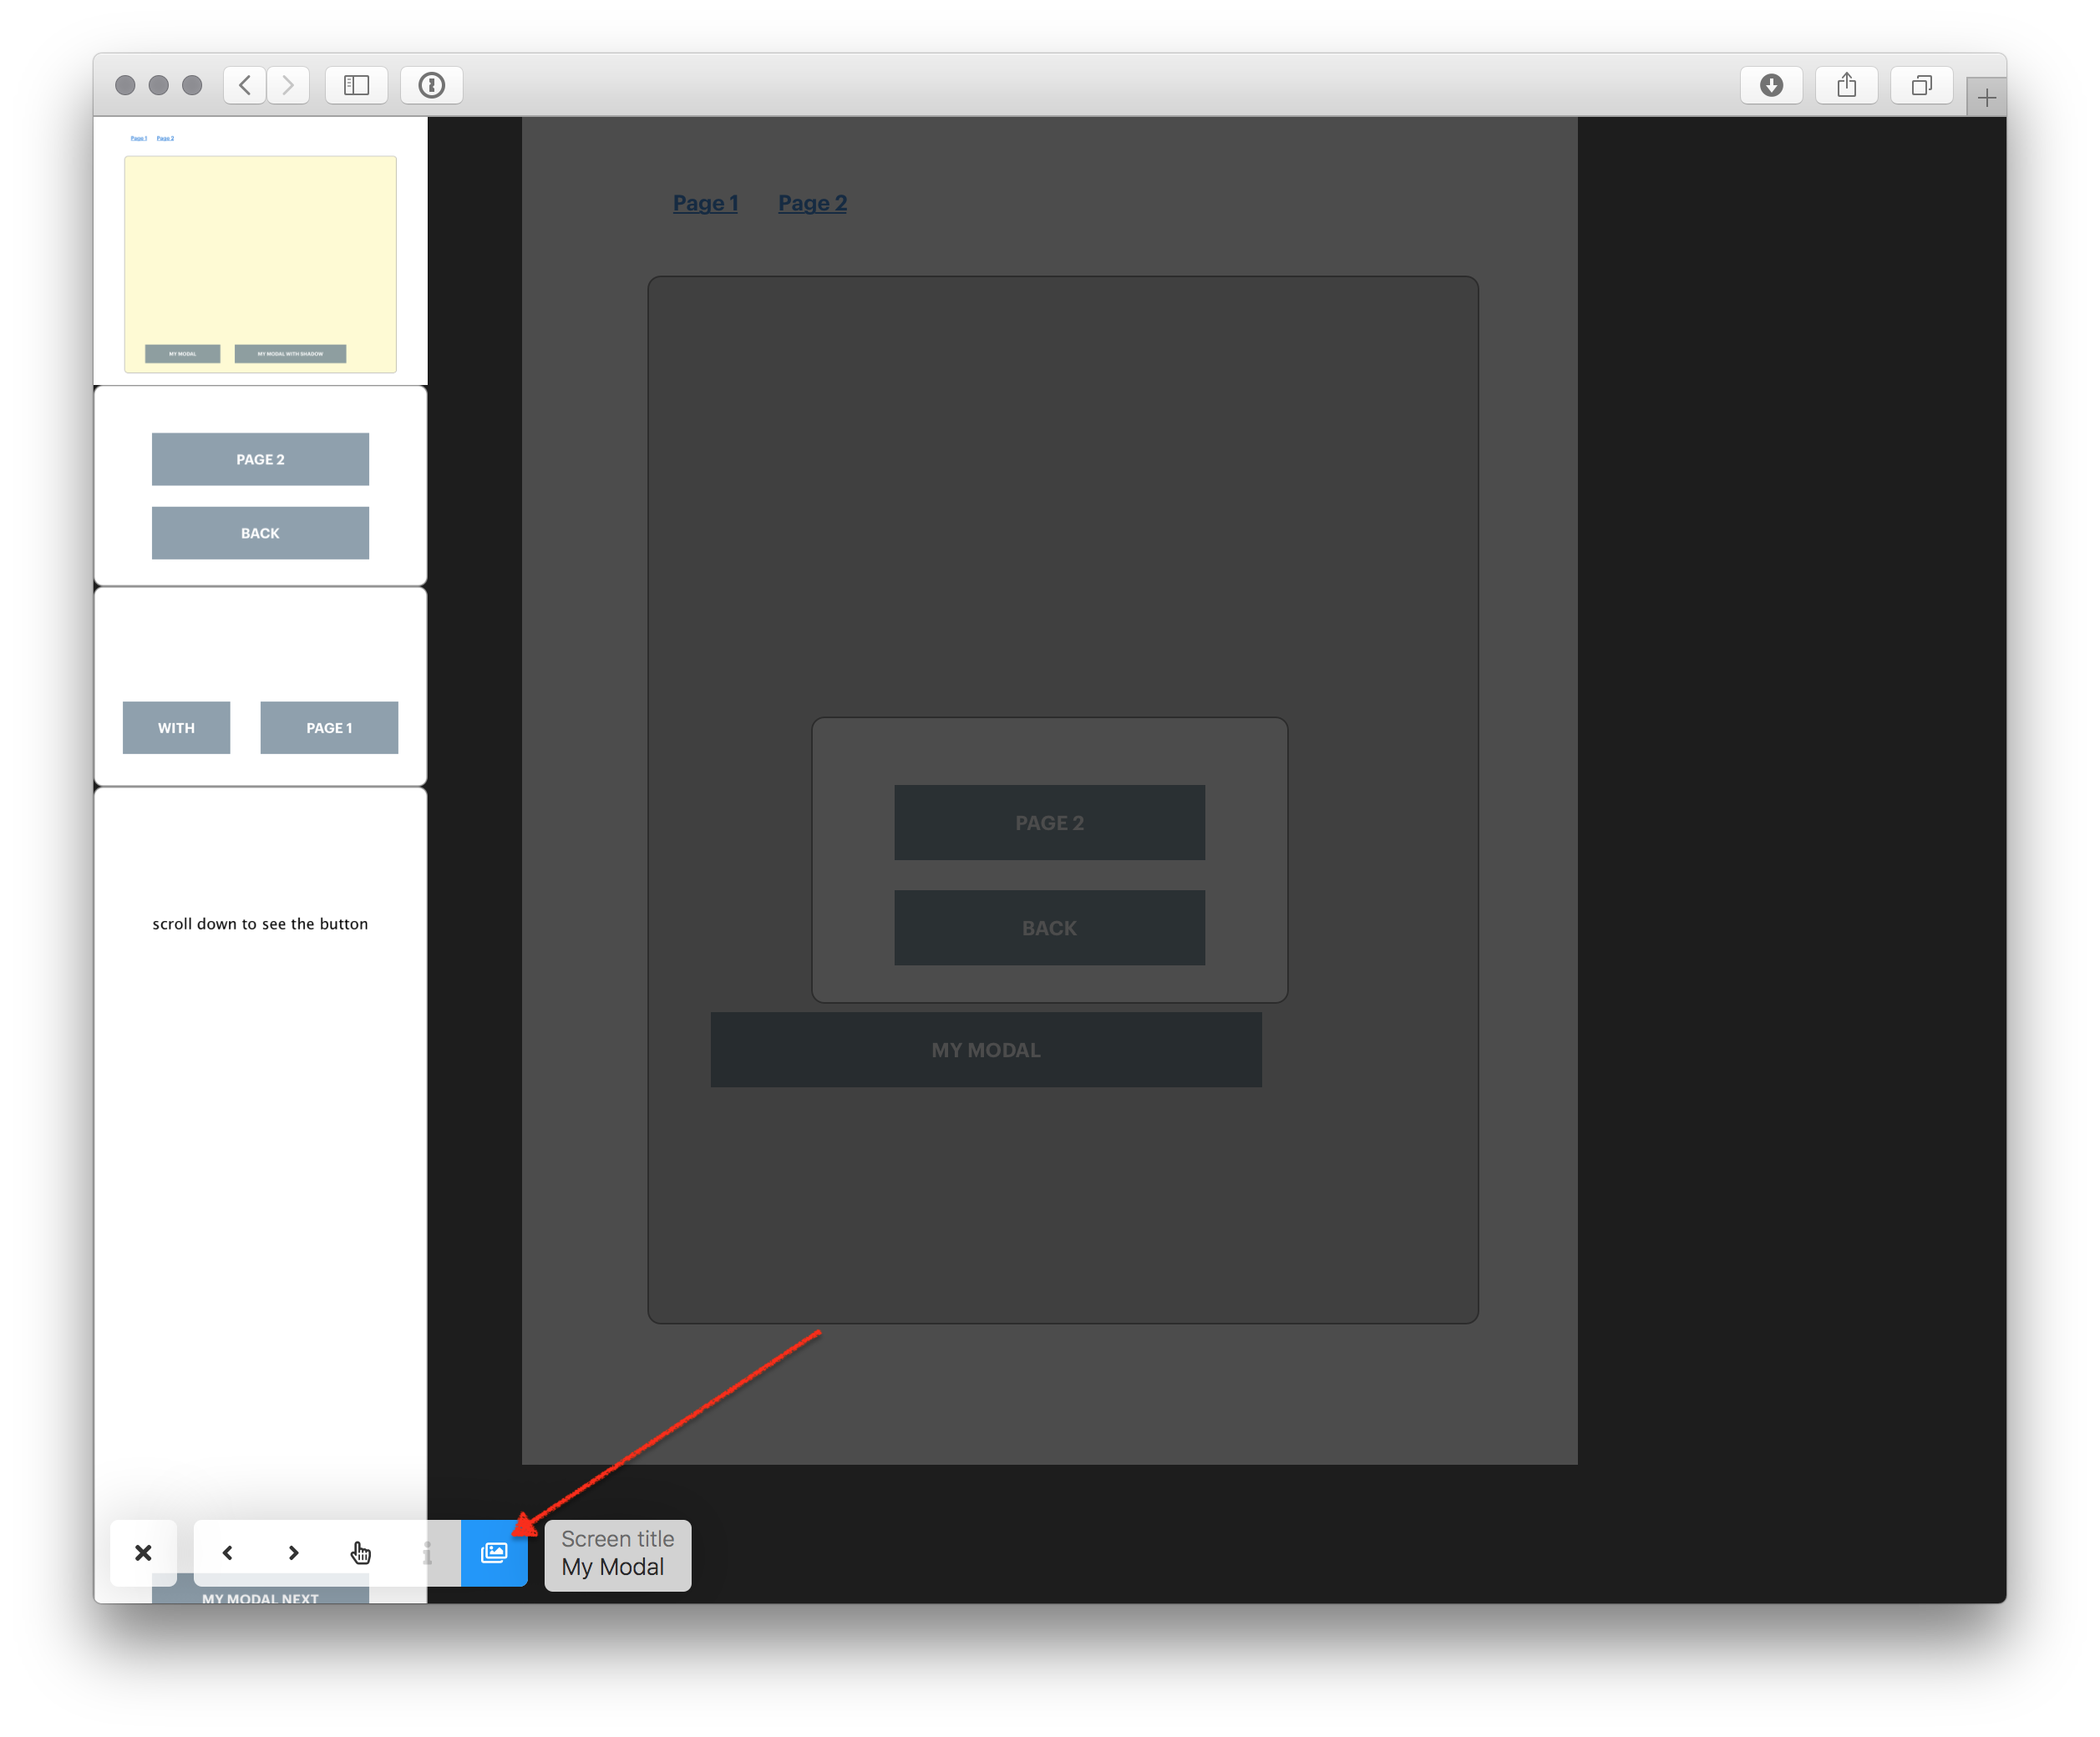 Page 1 Page 2
MY MODAL MY MODAL WITH SHADOW
PAGE 2
BACK
WITH PAGE 1
scroll down to see the button
MY MODAL NEXT
Page 1 Page 2
PAGE 2
BACK
MY MODAL
Screen title
My Modal